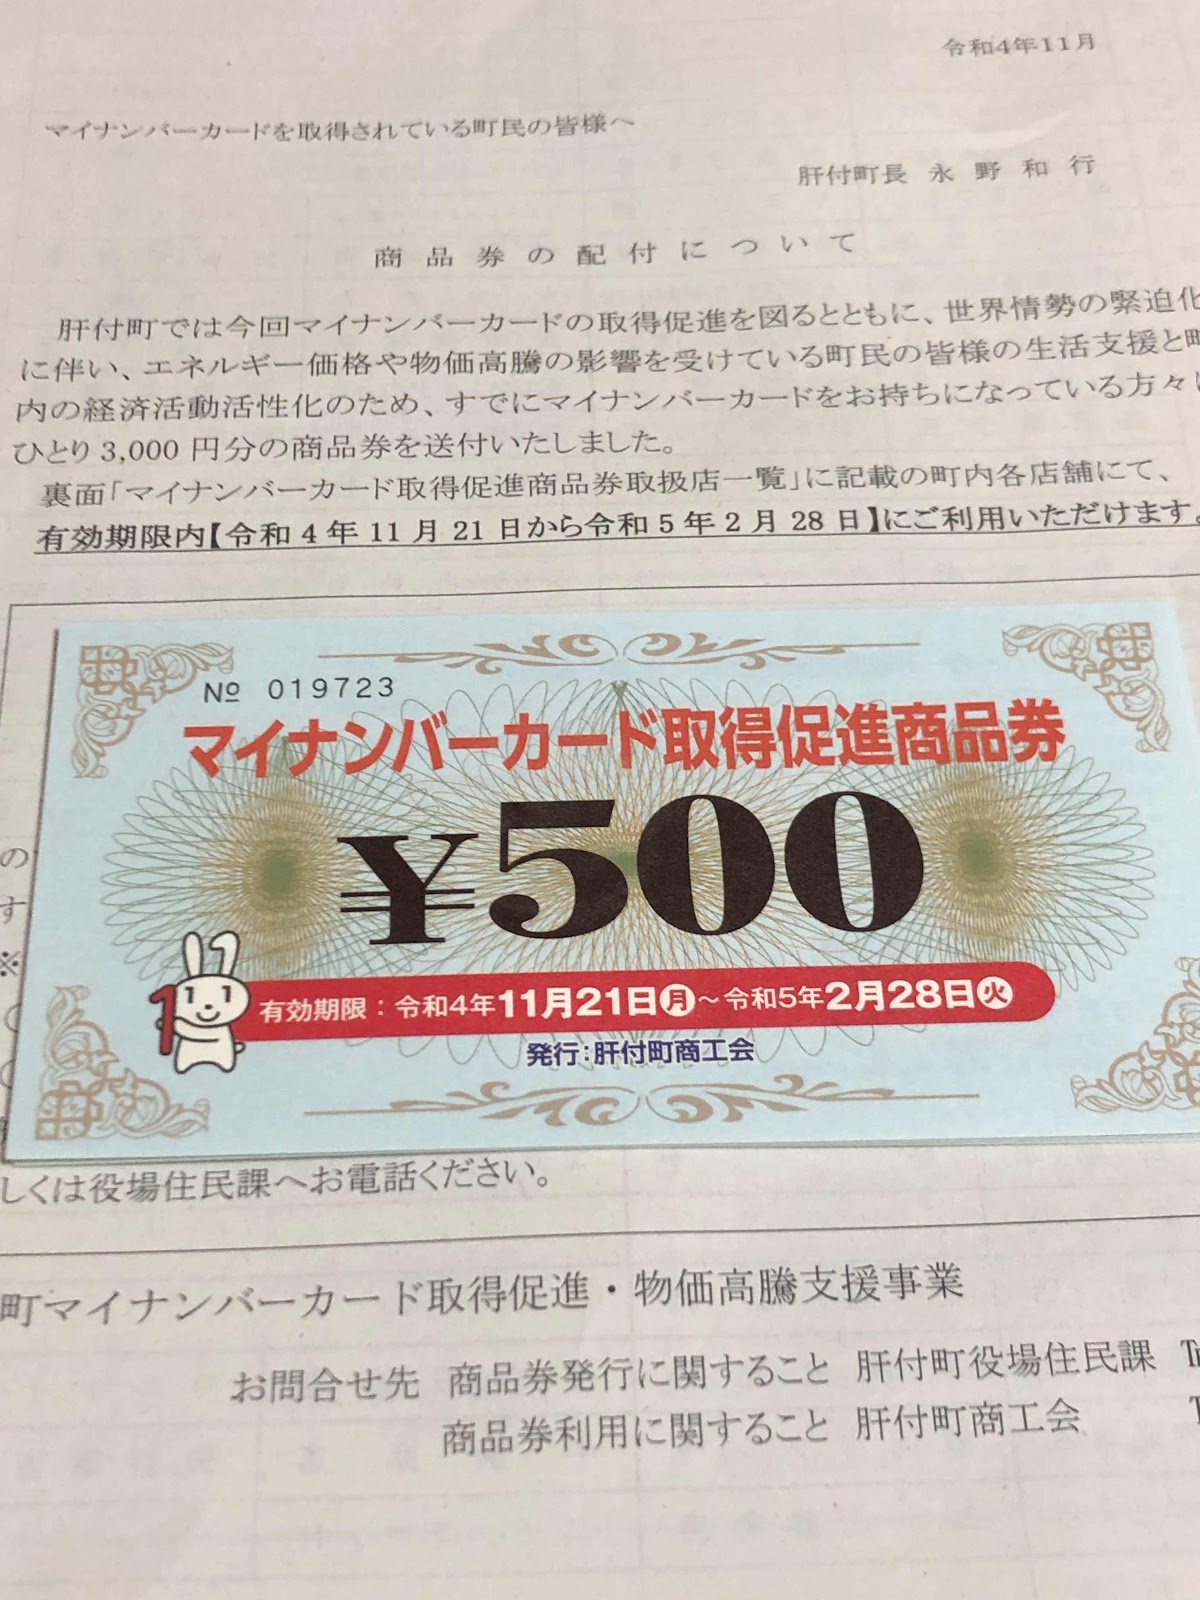 令和4年11月
マイナンバーカードを取得されている町民の皆様へ
肝付町長 永野和行
商品券の配付について
肝付町では今回マイナンバーカードの取得促進を図るとともに、世界情勢の緊迫化
に伴い、エネルギー価格や物価高騰の影響を受けている町民の皆様の生活支援と町
内の経済活動活性化のため、すでにマイナンバーカードをお持ちになっている方々に
ひとり3,000円分の商品券を送付いたしました。
裏面「マイナンバーカード取得促進商品券取扱店一覧」に記載の町内各店舗にて、
有効期限内【令和4年11月21日から令和5年2月28日】にご利用いただけます。
№ 019723
マイナンバーカード取得促進商品券
¥500
の
す
※
有効期限：令和4年11月21日(月)～令和5年2月28日(火)
発行：肝付町商工会
しくは役場住民課へお電話ください。
町マイナンバーカード取得促進・物価高騰支援事業
お問合せ先 商品券発行に関すること 肝付町役場住民課
商品券利用に関すること 肝付町商工会